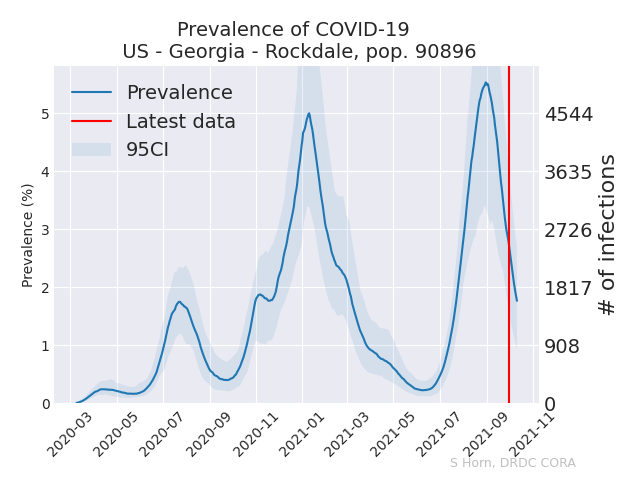 Prevalence of COVID-19
US - Georgia - Rockdale, pop. 90896
Prevalence
Latest data
95CI
Prevalence (%)
5
4
3
2
1
0
4544
3635
2726
1817
908
0
# of infections
2020-03
2020-05
2020-07
2020-09
2020-11
2021-01
2021-03
2021-05
2021-07
2021-09
2021-11
S Horn, DRDC CORA